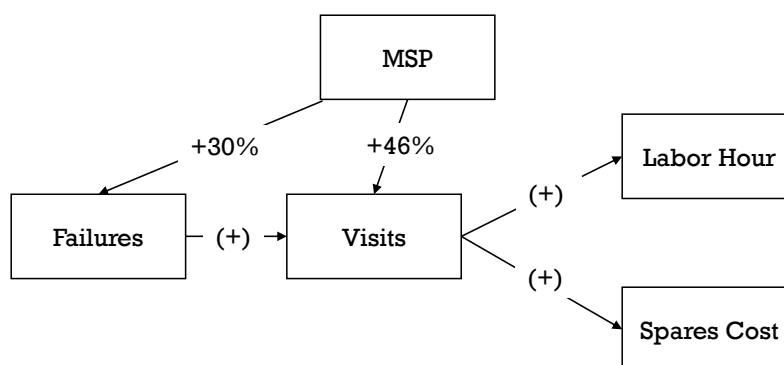 MSP
+30%
+46%
Labor Hour
(+)
Failures
(+)
Visits
(+)
Spares Cost